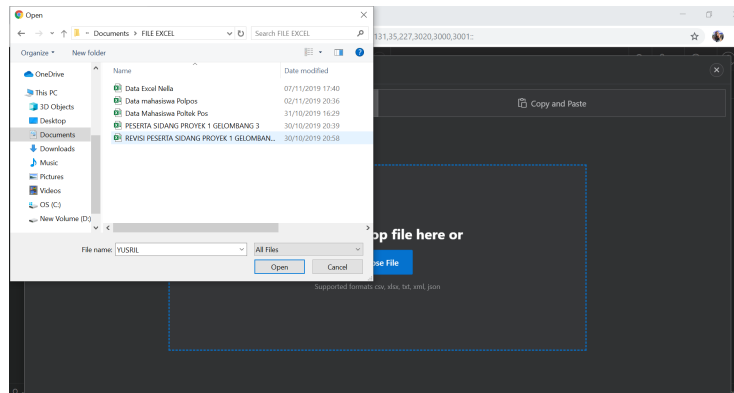 Open
Documents > FILE EXCEL
Search FILE EXCEL
131,35,227,3020,3000,3001::
Organize
New folder
Name
Date modified
OneDrive
This PC
3D Objects
Desktop
Documents
Downloads
Music
Pictures
Videos
OS (C:)
New Volume (D:)
Data Excel Nella 07/11/2019 17:40
Data mahasiswa Polpos 02/11/2019 20:36
Data Mahasiswa Poltek Pos 31/10/2019 16:29
PESERTA SIDANG PROYEK 1 GELOMBANG 3 30/10/2019 20:39
REVISI PESERTA SIDANG PROYEK 1 GELOMBAN... 30/10/2019 20:58
File name: YUSRIL
All Files
Open
Cancel
Copy and Paste
op file here or
ose File
Supported formats csv, xlsx, txt, xml, json